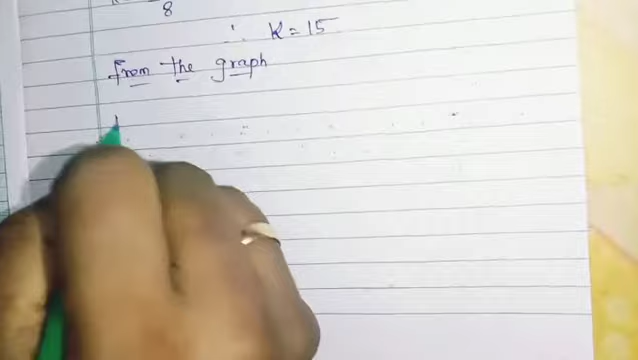 8
∴ K = 15
from the graph